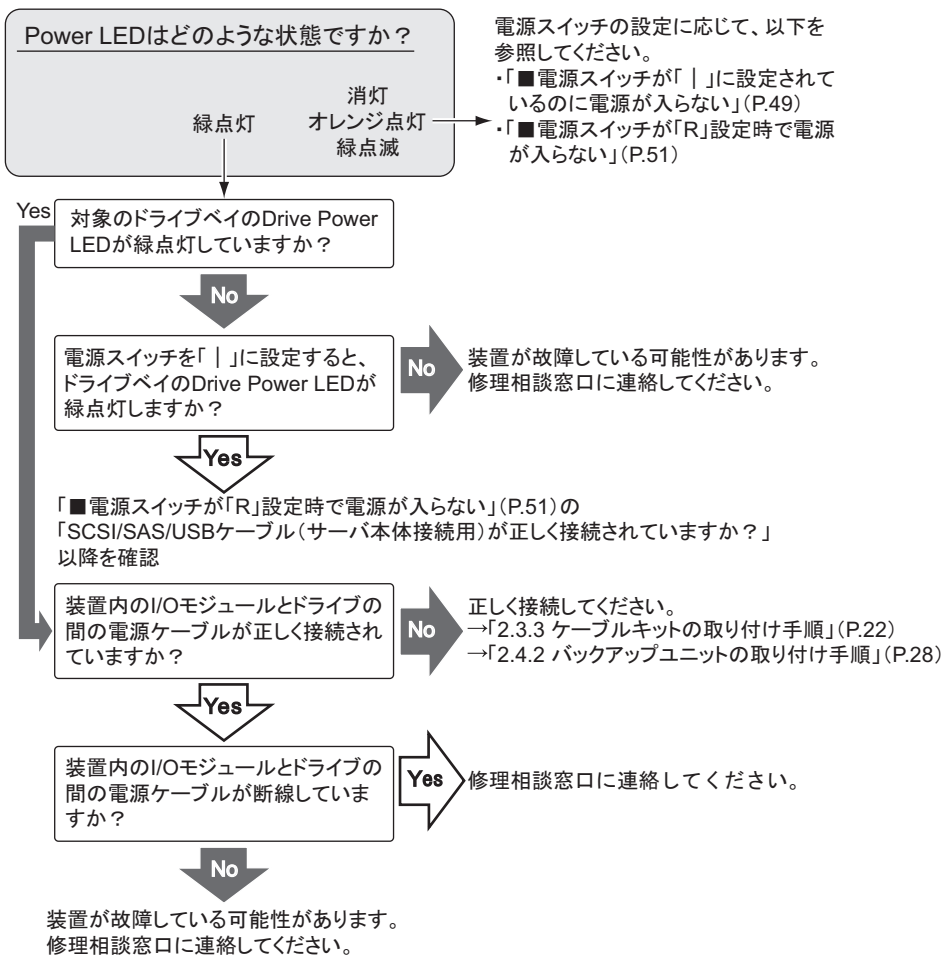 Power LEDはどのような状態ですか？
緑点灯
消灯
オレンジ点灯
緑点滅
電源スイッチの設定に応じて、以下を
参照してください。
・「■電源スイッチが「｜」に設定されて
いるのに電源が入らない」（P.49）
・「■電源スイッチが「R」設定時で電源
が入らない」（P.51）
Yes
対象のドライブベイのDrive Power
LEDが緑点灯していますか？
No
電源スイッチを「｜」に設定すると、
ドライブベイのDrive Power LEDが
緑点灯しますか？
No
装置が故障している可能性があります。
修理相談窓口に連絡してください。
Yes
「■電源スイッチが「R」設定時で電源が入らない」（P.51）の
「SCSI/SAS/USBケーブル（サーバ本体接続用）が正しく接続されていますか？」
以降を確認
装置内のI/Oモジュールとドライブの
間の電源ケーブルが正しく接続され
ていますか？
No
正しく接続してください。
→「2.3.3 ケーブルキットの取り付け手順」（P.22）
→「2.4.2 バックアップユニットの取り付け手順」（P.28）
Yes
装置内のI/Oモジュールとドライブの
間の電源ケーブルが断線していま
すか？
Yes
修理相談窓口に連絡してください。
No
装置が故障している可能性があります。
修理相談窓口に連絡してください。